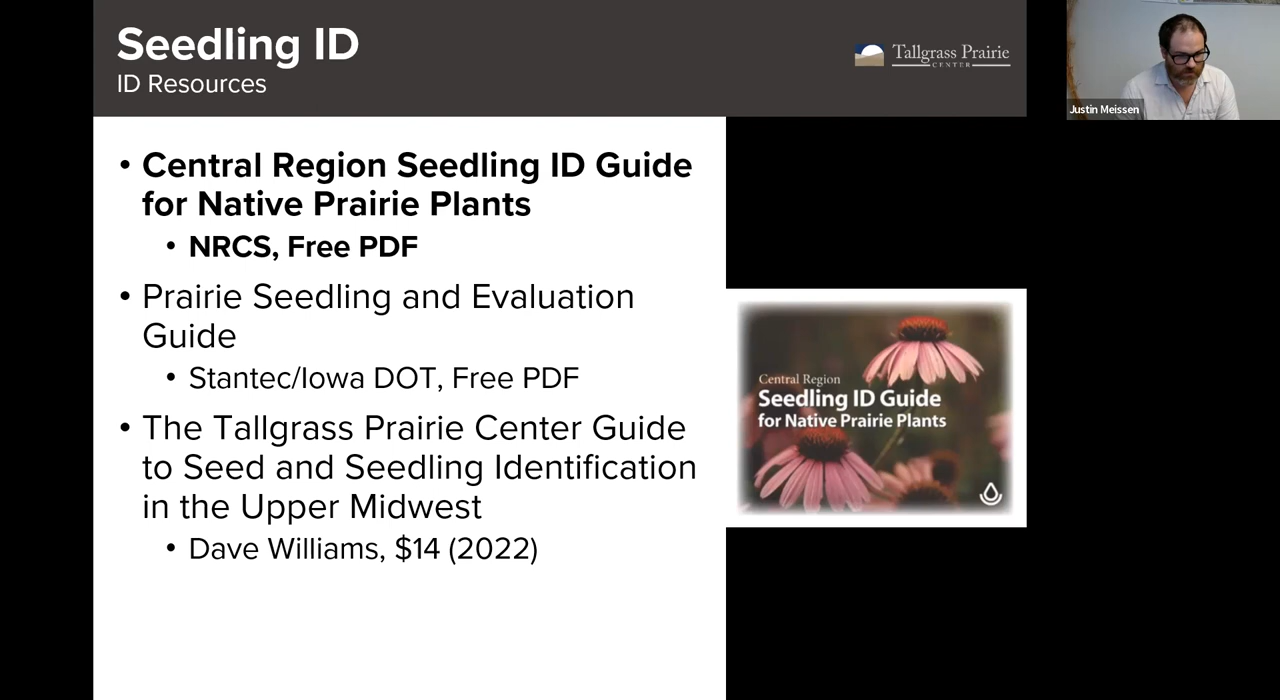 Seedling ID
ID Resources
Tallgrass Prairie
CENTER
Justin Meissen
• Central Region Seedling ID Guide
for Native Prairie Plants
• NRCS, Free PDF
• Prairie Seedling and Evaluation
Guide
• Stantec/Iowa DOT, Free PDF
• The Tallgrass Prairie Center Guide
to Seed and Seedling Identification
in the Upper Midwest
• Dave Williams, $14 (2022)
Central Region
Seedling ID Guide
for Native Prairie Plants